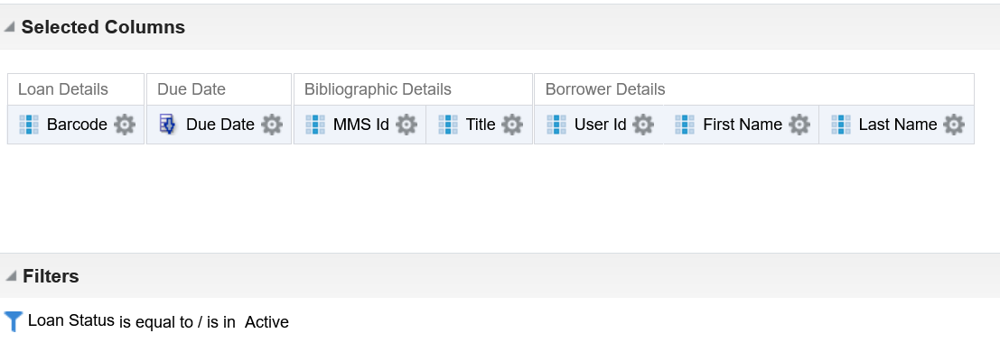 Selected Columns
Loan Details Due Date Bibliographic Details Borrower Details
Barcode Due Date MMS Id Title User Id First Name Last Name
Filters
Loan Status is equal to / is in Active